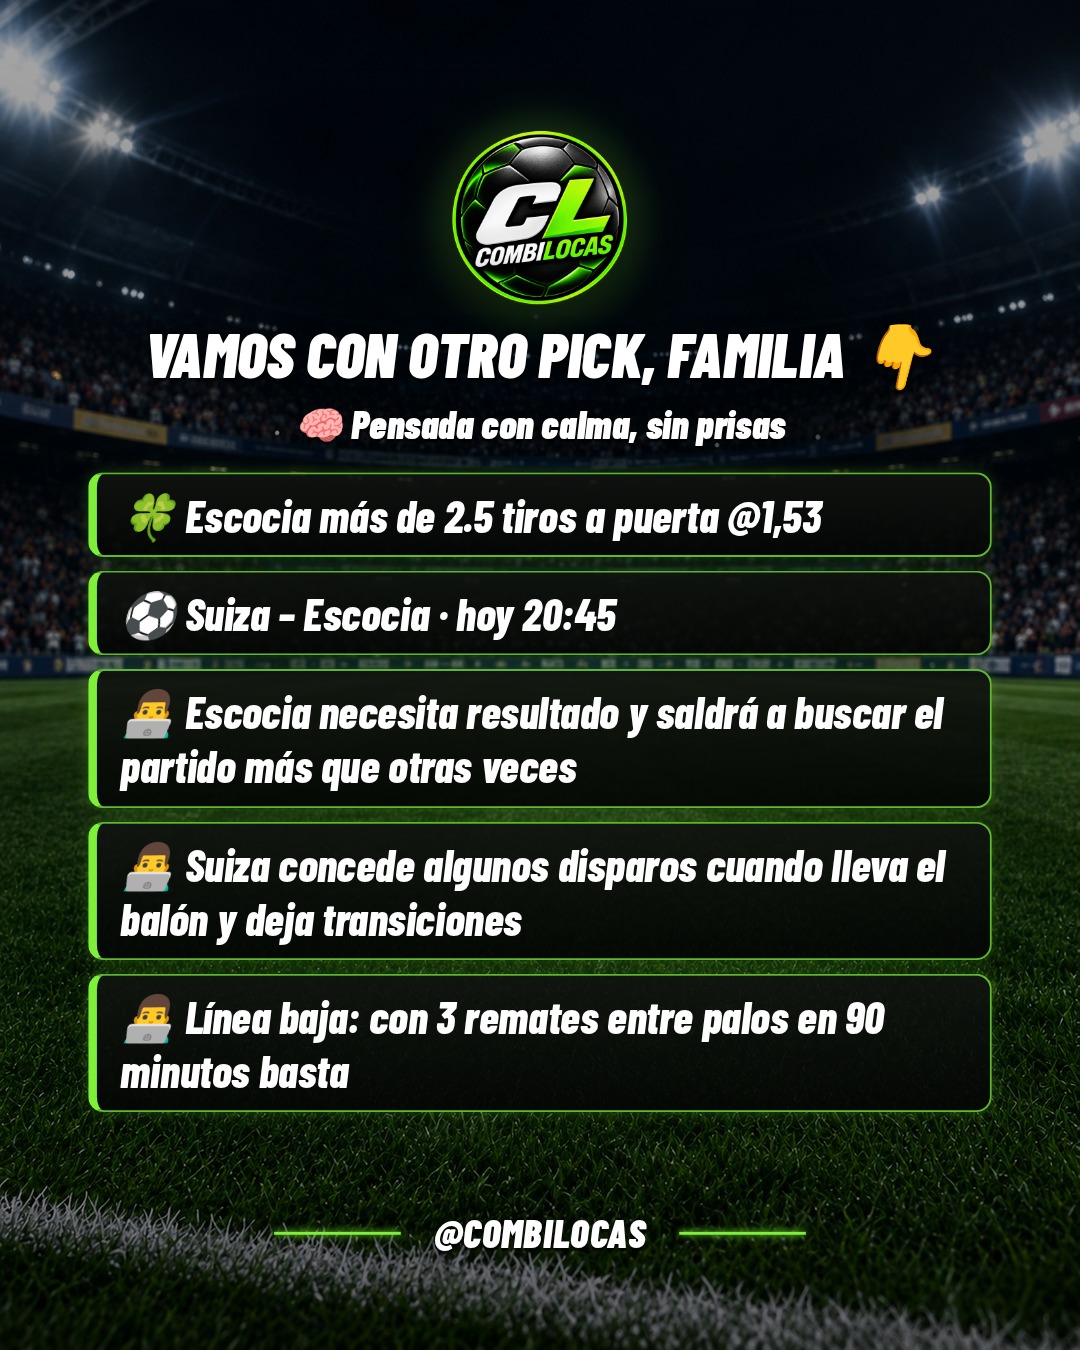 CL
COMBILOCAS
VAMOS CON OTRO PICK, FAMILIA 👇
🧠 Pensada con calma, sin prisas
🍀 Escocia más de 2.5 tiros a puerta @1,53
⚽ Suiza – Escocia · hoy 20:45
👨‍💻 Escocia necesita resultado y saldrá a buscar el
partido más que otras veces
👨‍💻 Suiza concede algunos disparos cuando lleva el
balón y deja transiciones
👨‍💻 Línea baja: con 3 remates entre palos en 90
minutos basta
@COMBILOCAS